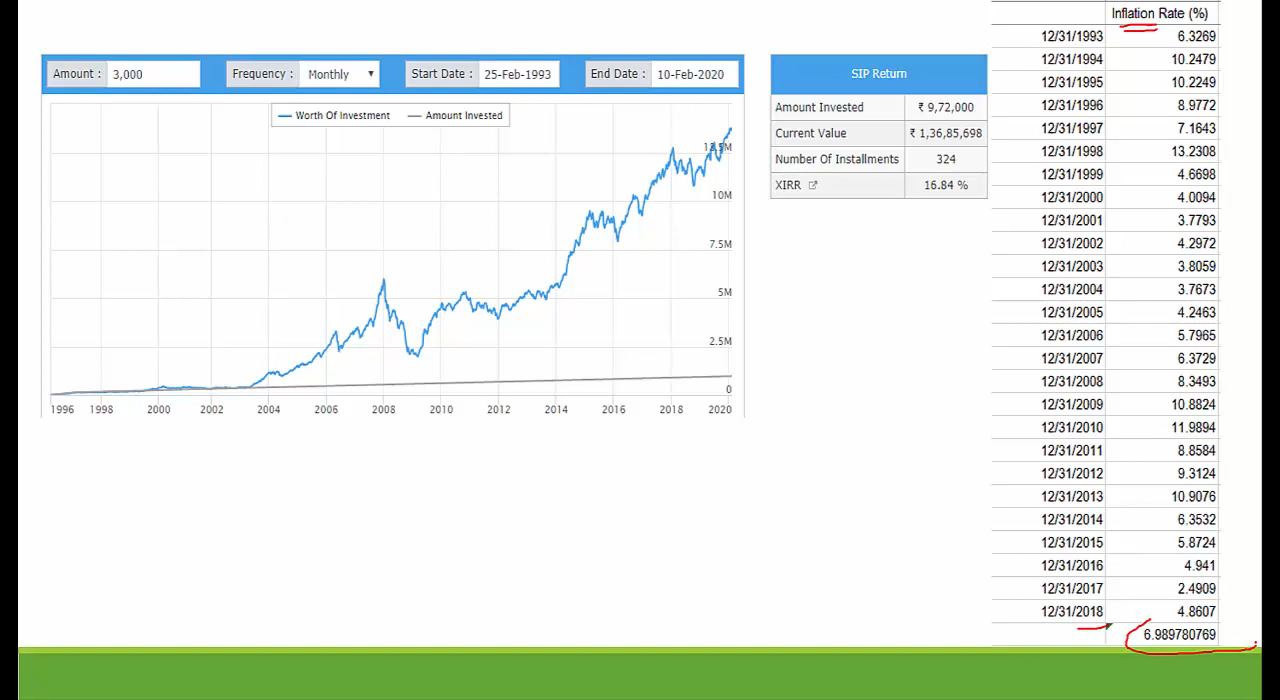 Amount : 3,000 Frequency : Monthly Start Date : 25-Feb-1993 End Date : 10-Feb-2020
Worth Of Investment Amount Invested
12.5M
10M
7.5M
5M
2.5M
0
1996 1998 2000 2002 2004 2006 2008 2010 2012 2014 2016 2018 2020
SIP Return
Amount Invested ₹ 9,72,000
Current Value ₹ 1,36,85,698
Number Of Installments 324
XIRR 16.84 %
Inflation Rate (%)
12/31/1993 6.3269
12/31/1994 10.2479
12/31/1995 10.2249
12/31/1996 8.9772
12/31/1997 7.1643
12/31/1998 13.2308
12/31/1999 4.6698
12/31/2000 4.0094
12/31/2001 3.7793
12/31/2002 4.2972
12/31/2003 3.8059
12/31/2004 3.7673
12/31/2005 4.2463
12/31/2006 5.7965
12/31/2007 6.3729
12/31/2008 8.3493
12/31/2009 10.8824
12/31/2010 11.9894
12/31/2011 8.8584
12/31/2012 9.3124
12/31/2013 10.9076
12/31/2014 6.3532
12/31/2015 5.8724
12/31/2016 4.941
12/31/2017 2.4909
12/31/2018 4.8607
6.989780769